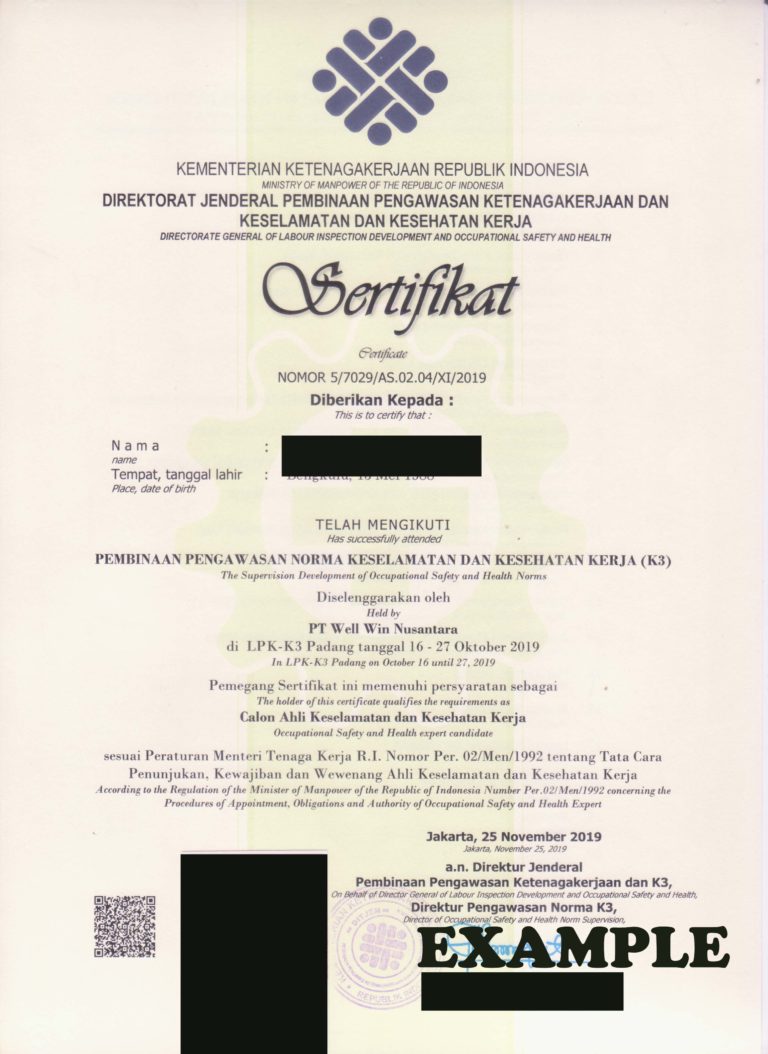 KEMENTERIAN KETENAGAKERJAAN REPUBLIK INDONESIA
MINISTRY OF MANPOWER OF THE REPUBLIC OF INDONESIA
DIREKTORAT JENDERAL PEMBINAAN PENGAWASAN KETENAGAKERJAAN DAN
KESELAMATAN DAN KESEHATAN KERJA
DIRECTORATE GENERAL OF LABOUR INSPECTION DEVELOPMENT AND OCCUPATIONAL SAFETY AND HEALTH
Sertifikat
Certificate
NOMOR 5/7029/AS.02.04/XI/2019
Diberikan Kepada :
This is to certify that :
Nama :
name
Tempat, tanggal lahir :
Place, date of birth
TELAH MENGIKUTI
Has successfully attended
PEMBINAAN PENGAWASAN NORMA KESELAMATAN DAN KESEHATAN KERJA (K3)
The Supervision Development of Occupational Safety and Health Norms
Diselenggarakan oleh
Held by
PT Well Win Nusantara
di LPK-K3 Padang tanggal 16 - 27 Oktober 2019
In LPK-K3 Padang on October 16 until 27, 2019
Pemegang Sertifikat ini memenuhi persyaratan sebagai
The holder of this certificate qualifies the requirements as
Calon Ahli Keselamatan dan Kesehatan Kerja
Occupational Safety and Health expert candidate
sesuai Peraturan Menteri Tenaga Kerja R.I. Nomor Per. 02/Men/1992 tentang Tata Cara
Penunjukan, Kewajiban dan Wewenang Ahli Keselamatan dan Kesehatan Kerja
According to the Regulation of the Minister of Manpower of the Republic of Indonesia Number Per.02/Men/1992 concerning the
Procedures of Appointment, Obligations and Authority of Occupational Safety and Health Expert
Jakarta, 25 November 2019
Jakarta, November 25, 2019
a.n. Direktur Jenderal
Pembinaan Pengawasan Ketenagakerjaan dan K3,
On Behalf of Director General of Labour Inspection Development and Occupational Safety and Health,
Direktur Pengawasan Norma K3,
Director of Occupational Safety and Health Norm Supervision,
EXAMPLE